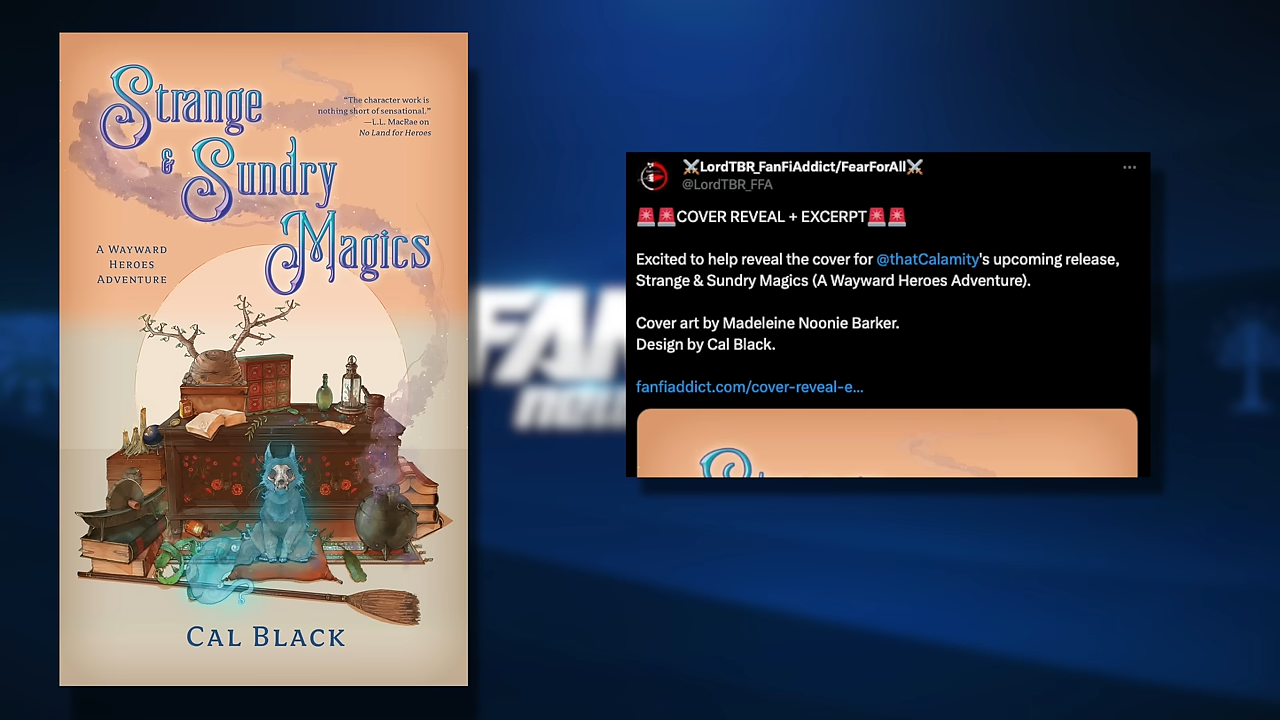 Strange
& Sundry
Magics
"The character work is
nothing short of sensational."
—L.L. MacRae on
No Land for Heroes
A WAYWARD
HEROES
ADVENTURE
CAL BLACK
⚔️LordTBR_FanFiAddict/FearForAll⚔️
@LordTBR_FFA
🚨🚨COVER REVEAL + EXCERPT🚨🚨
Excited to help reveal the cover for @thatCalamity's upcoming release,
Strange & Sundry Magics (A Wayward Heroes Adventure).
Cover art by Madeleine Noonie Barker.
Design by Cal Black.
fanfiaddict.com/cover-reveal-e...